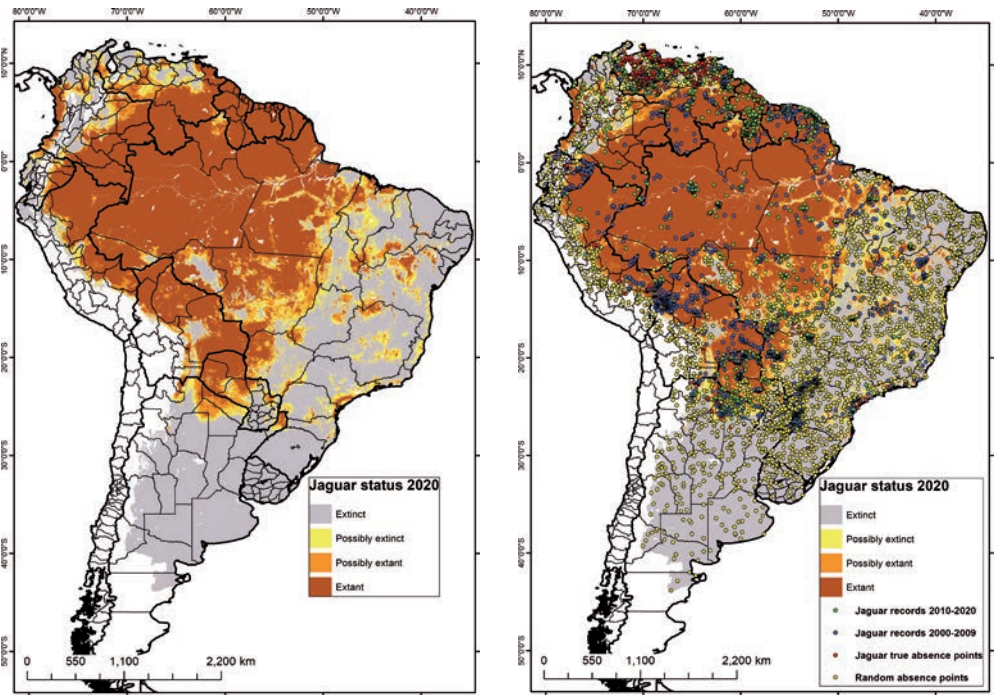 80°0'0"W 70°0'0"W 60°0'0"W 50°0'0"W 40°0'0"W
10°0'0"N
0°0'0"
10°0'0"S
20°0'0"S
30°0'0"S
40°0'0"S
50°0'0"S
Jaguar status 2020
Extinct
Possibly extinct
Possibly extant
Extant
0 550 1,100 2,200 km
80°0'0"W 70°0'0"W 60°0'0"W 50°0'0"W 40°0'0"W
10°0'0"N
0°0'0"
10°0'0"S
20°0'0"S
30°0'0"S
40°0'0"S
50°0'0"S
Jaguar status 2020
Extinct
Possibly extinct
Possibly extant
Extant
Jaguar records 2010-2020
Jaguar records 2000-2009
Jaguar true absence points
Random absence points
0 550 1,100 2,200 km